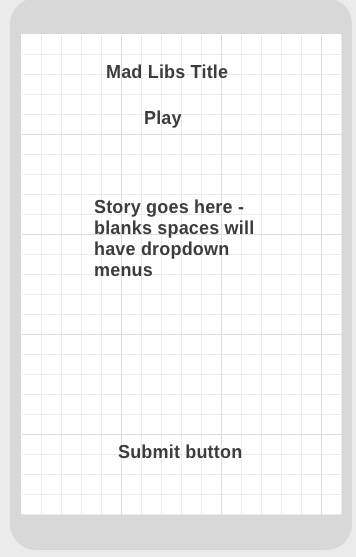 Mad Libs Title
Play
Story goes here -
blanks spaces will
have dropdown
menus
Submit button